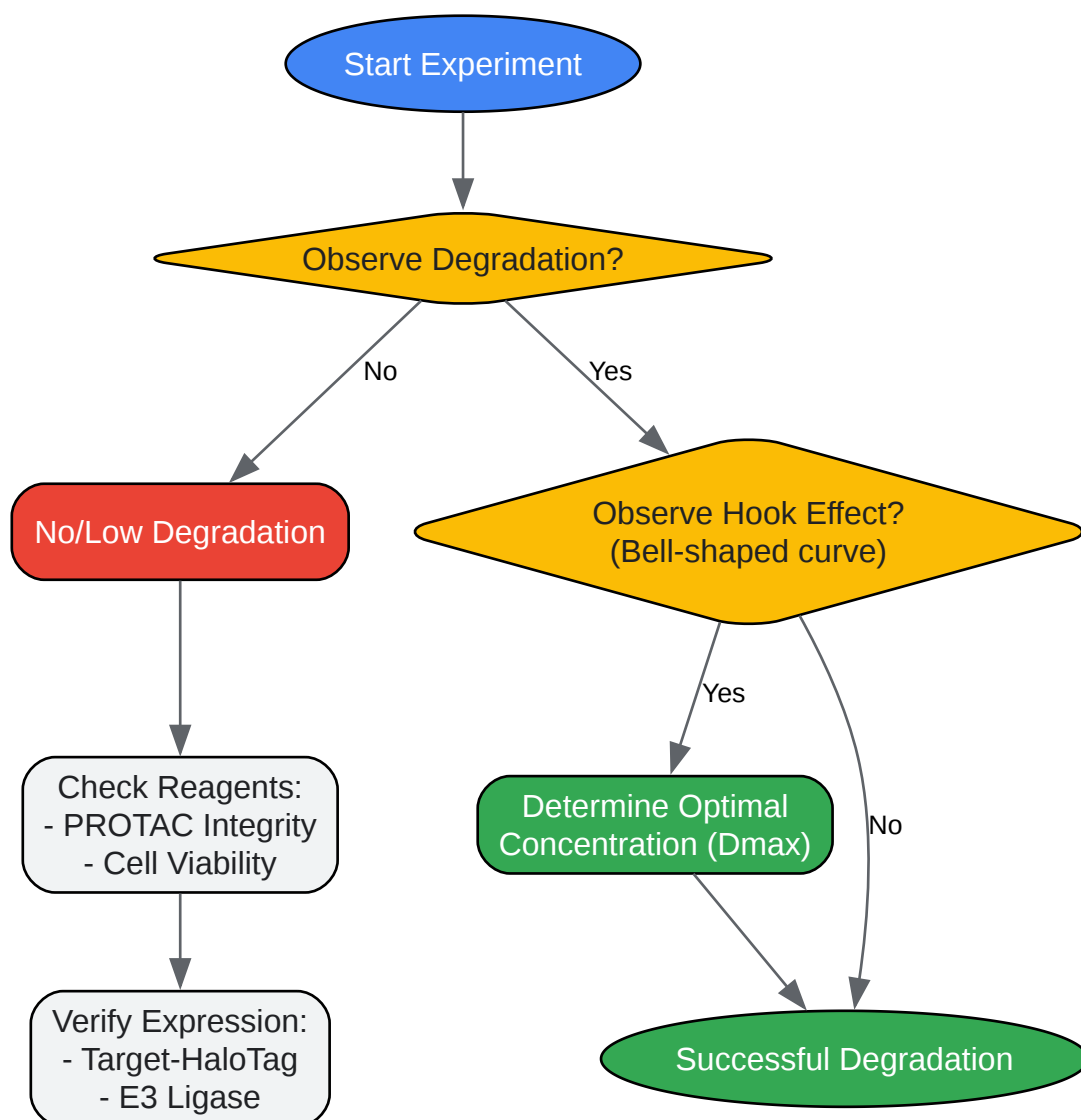 Start Experiment
Observe Degradation?
No
Yes
No/Low Degradation
Observe Hook Effect?
(Bell-shaped curve)
Yes
No
Check Reagents:
- PROTAC Integrity
- Cell Viability
Determine Optimal
Concentration (Dmax)
Verify Expression:
- Target-HaloTag
- E3 Ligase
Successful Degradation